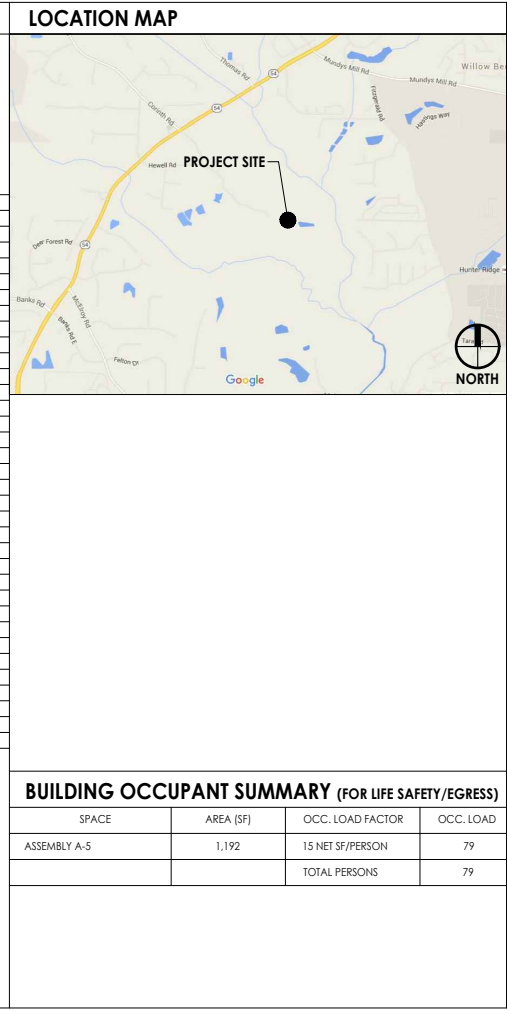 LOCATION MAP
Willow Be
Thomas Rd
Mundys Mill Rd
Mundys Mill Rd
54
Fitzgerald Rd
Corinth Rd
54
Hastings Way
Hewell Rd
PROJECT SITE
Deer Forest Rd
54
Hunter Ridge
Banks Rd
McElroy Rd
Banks Rd E
Felton Ct
Google
NORTH
BUILDING OCCUPANT SUMMARY (FOR LIFE SAFETY/EGRESS)
SPACE AREA (SF) OCC. LOAD FACTOR OCC. LOAD
ASSEMBLY A-5 1,192 15 NET SF/PERSON 79
TOTAL PERSONS 79